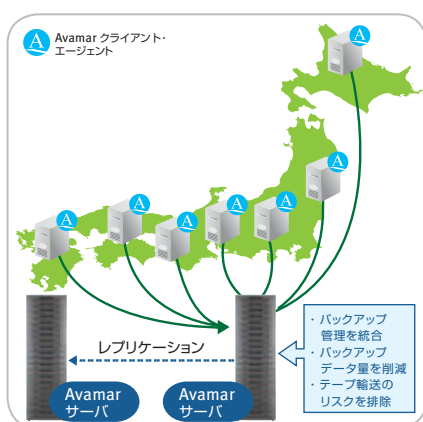 A
Avamar クライアント・
エージェント
A
A
A
A
A
A
A
レプリケーション
Avamar
サーバ
Avamar
サーバ
・バックアップ
管理を統合
・バックアップ
データ量を削減
・テープ輸送の
リスクを排除